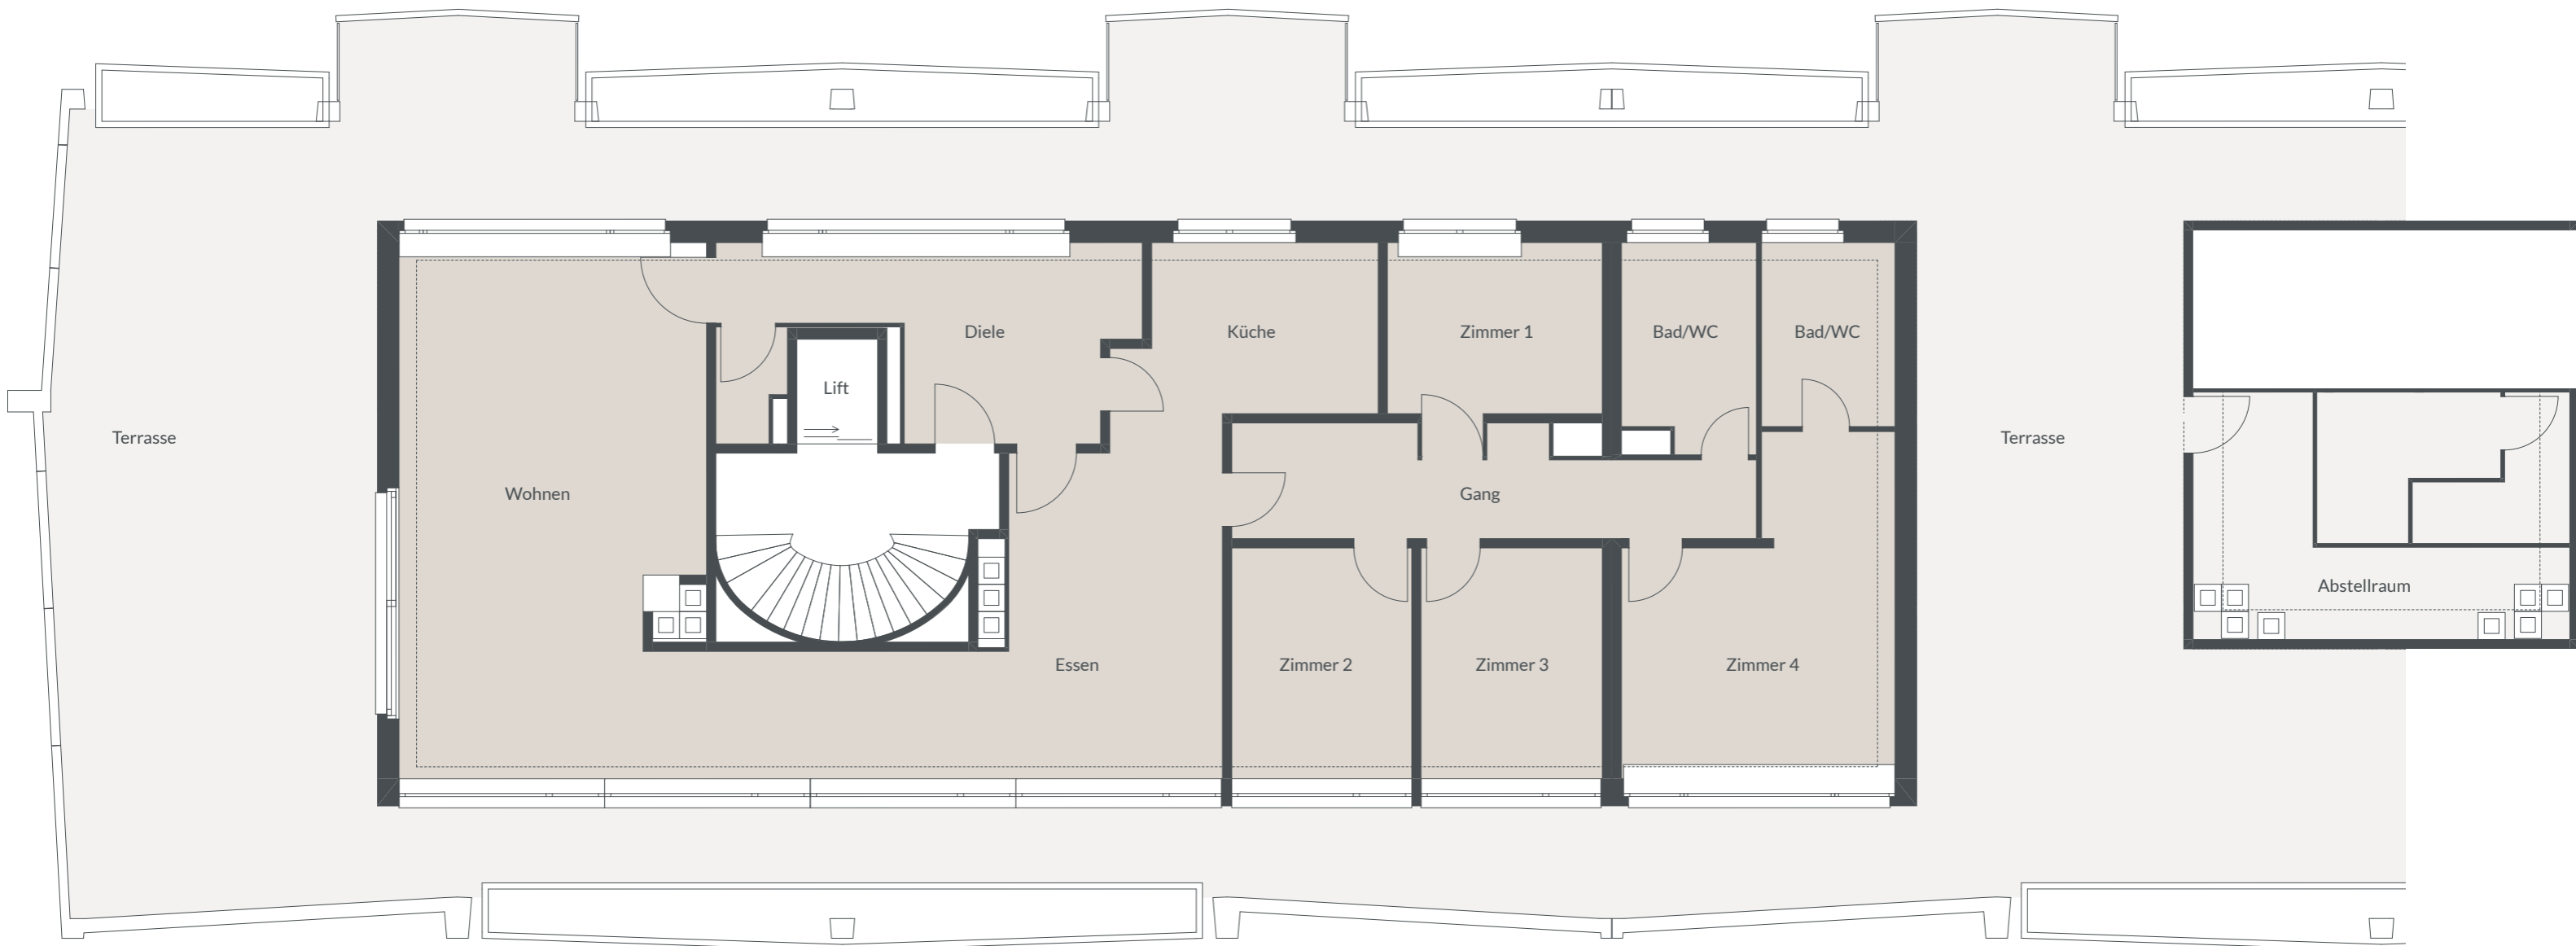 Diele
Küche
Zimmer 1
Bad/WC
Bad/WC
Lift
Terrasse
Terrasse
Wohnen
Gang
Abstellraum
Essen
Zimmer 2
Zimmer 3
Zimmer 4